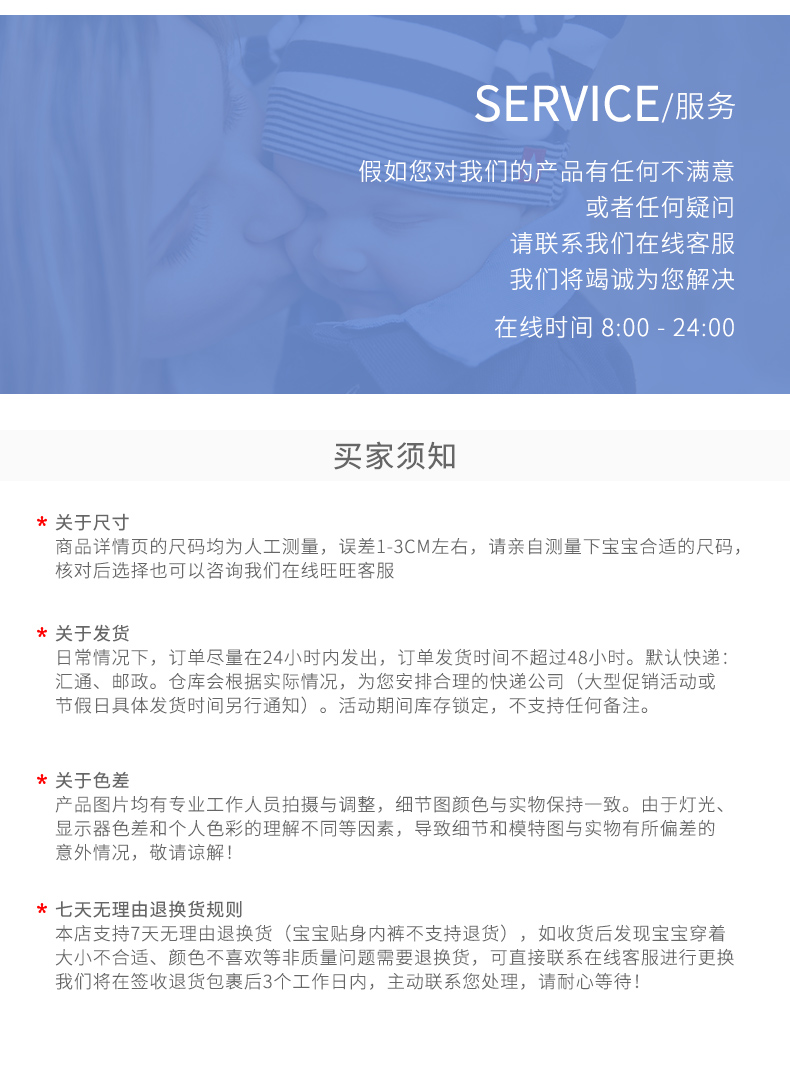 SERVICE/服务
假如您对我们的产品有任何不满意
或者任何疑问
请联系我们在线客服
我们将竭诚为您解决
在线时间 8:00 - 24:00
买家须知
* 关于尺寸
商品详情页的尺码均为人工测量，误差1-3CM左右，请亲自测量下宝宝合适的尺码，
核对后选择也可以咨询我们在线旺旺客服
* 关于发货
日常情况下，订单尽量在24小时内发出，订单发货时间不超过48小时。默认快递：
汇通、邮政。仓库会根据实际情况，为您安排合理的快递公司（大型促销活动或
节假日具体发货时间另行通知）。活动期间库存锁定，不支持任何备注。
* 关于色差
产品图片均有专业工作人员拍摄与调整，细节图颜色与实物保持一致。由于灯光、
显示器色差和个人色彩的理解不同等因素，导致细节和模特图与实物有所偏差的
意外情况，敬请谅解！
* 七天无理由退换货规则
本店支持7天无理由退换货（宝宝贴身内裤不支持退货），如收货后发现宝宝穿着
大小不合适、颜色不喜欢等非质量问题需要退换货，可直接联系在线客服进行更换
我们将在签收退货包裹后3个工作日内，主动联系您处理，请耐心等待！